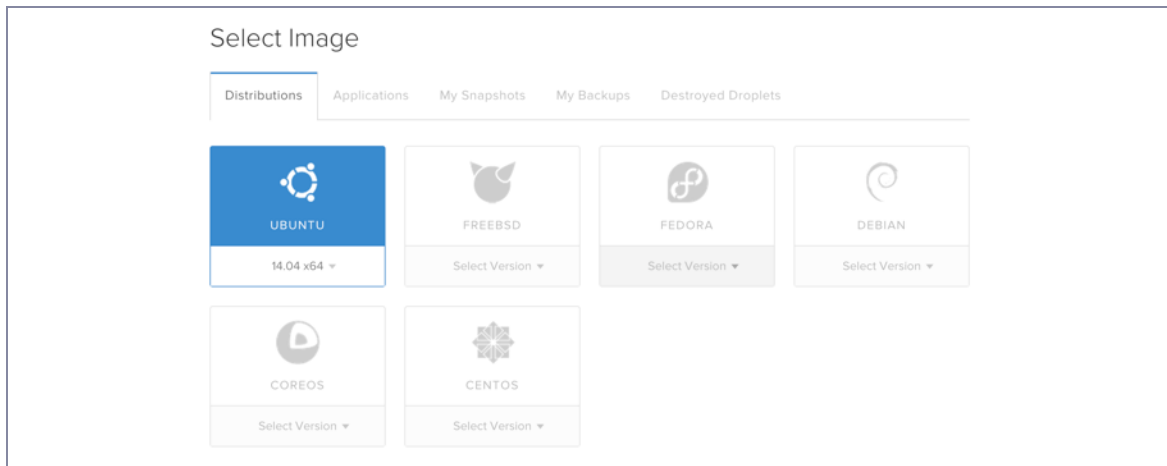 Select Image
Distributions Applications My Snapshots My Backups Destroyed Droplets
UBUNTU FREEBSD FEDORA DEBIAN
14.04 x64 Select Version Select Version Select Version
COREOS CENTOS
Select Version Select Version